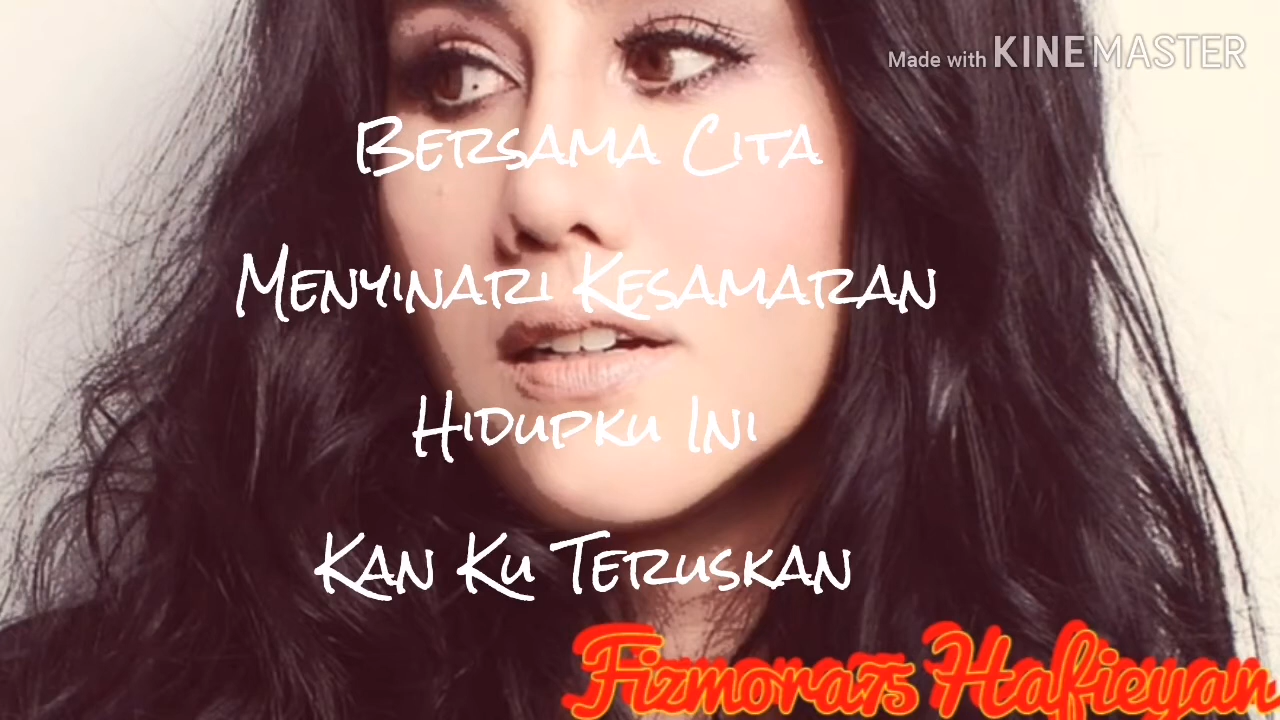 Made with KINEMASTER
Bersama Cita
Menyinari Kesamaran
Hidupku Ini
Kan Ku Teruskan
Fizmora75 Hafieyan